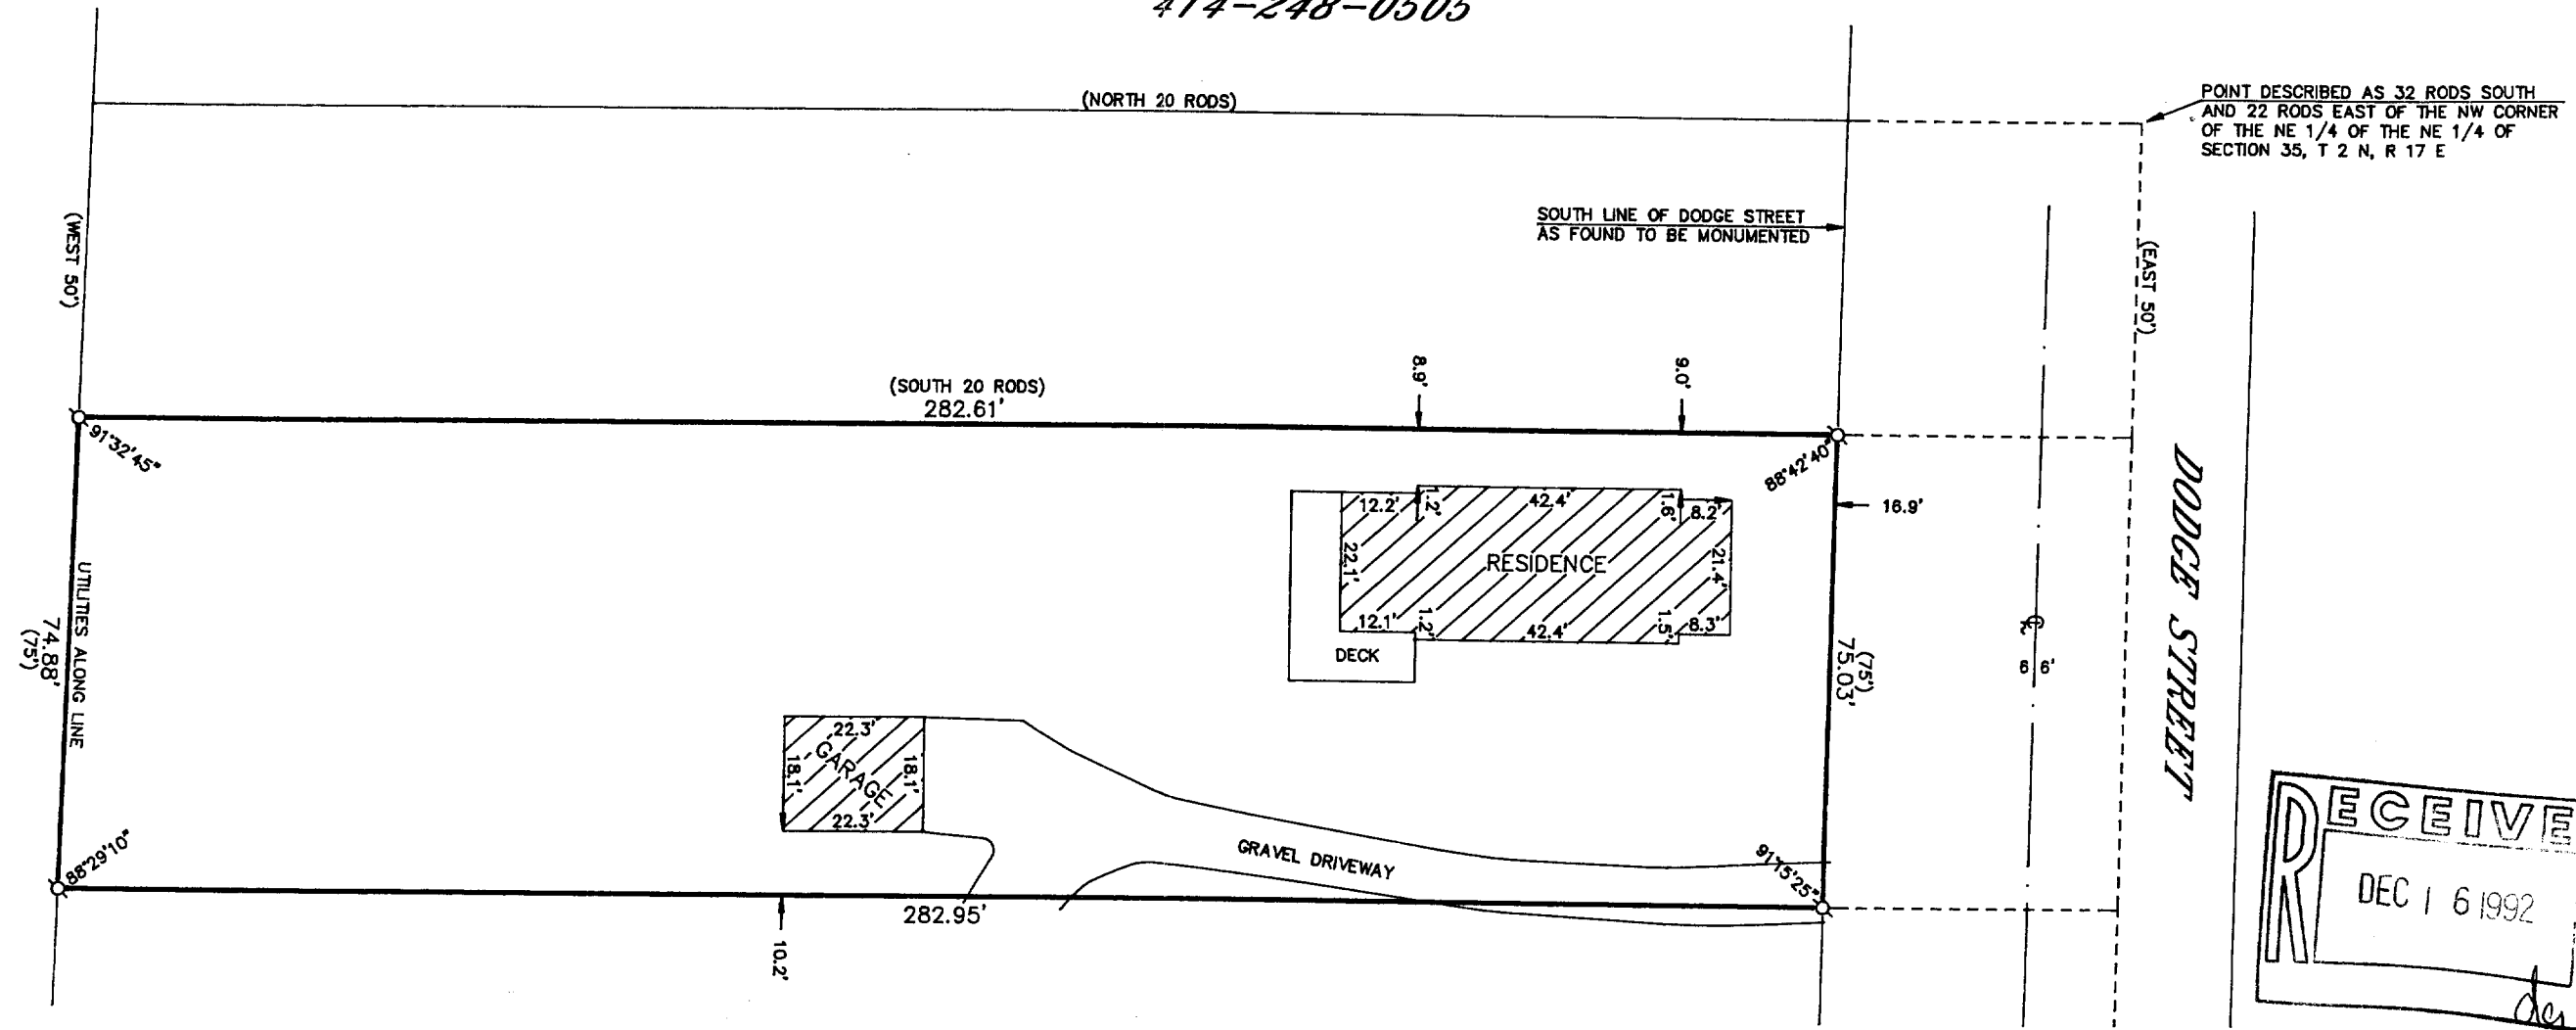 414-248-0505
(NORTH 20 RODS)
POINT DESCRIBED AS 32 RODS SOUTH
AND 22 RODS EAST OF THE NW CORNER
OF THE NE 1/4 OF THE NE 1/4 OF
SECTION 35, T 2 N, R 17 E
SOUTH LINE OF DODGE STREET
AS FOUND TO BE MONUMENTED
(WEST 50')
(EAST 50')
(SOUTH 20 RODS)
282.61'
8.9'
9.0'
91°32'45"
88°42'40"
16.9'
12.2'
1.2'
42.4'
1.6'
8.2'
22.1'
RESIDENCE
21.4'
12.1'
1.2'
42.4'
1.5'
8.3'
DECK
UTILITIES ALONG LINE
74.88'
(75')
(75')
75.03'
66'
DODGE STREET
22.3'
18.1'
GARAGE
18.1'
22.3'
GRAVEL DRIVEWAY
88°29'10"
91°15'25"
282.95'
10.2'
RECEIVE
DEC 16 1992